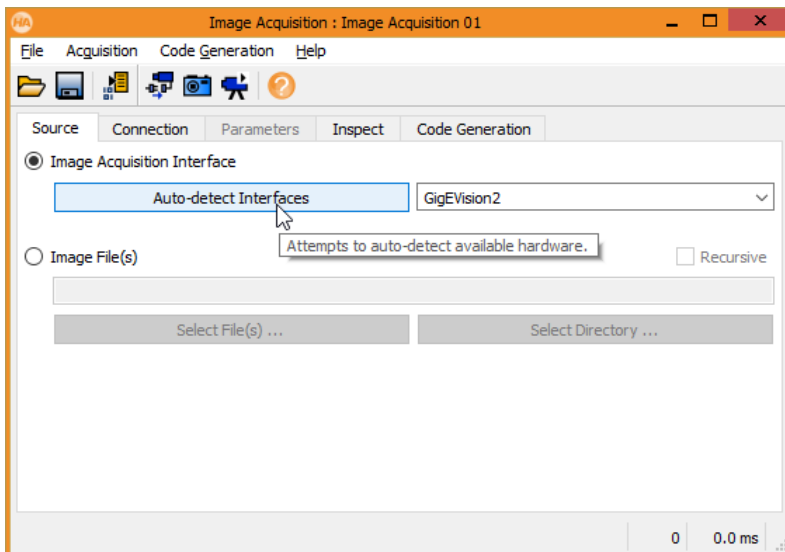 HA Image Acquisition : Image Acquisition 01
File Acquisition Code Generation Help
Source Connection Parameters Inspect Code Generation
Image Acquisition Interface
Auto-detect Interfaces GigEVision2
Attempts to auto-detect available hardware.
Image File(s) Recursive
Select File(s) ... Select Directory ...
0 0.0 ms